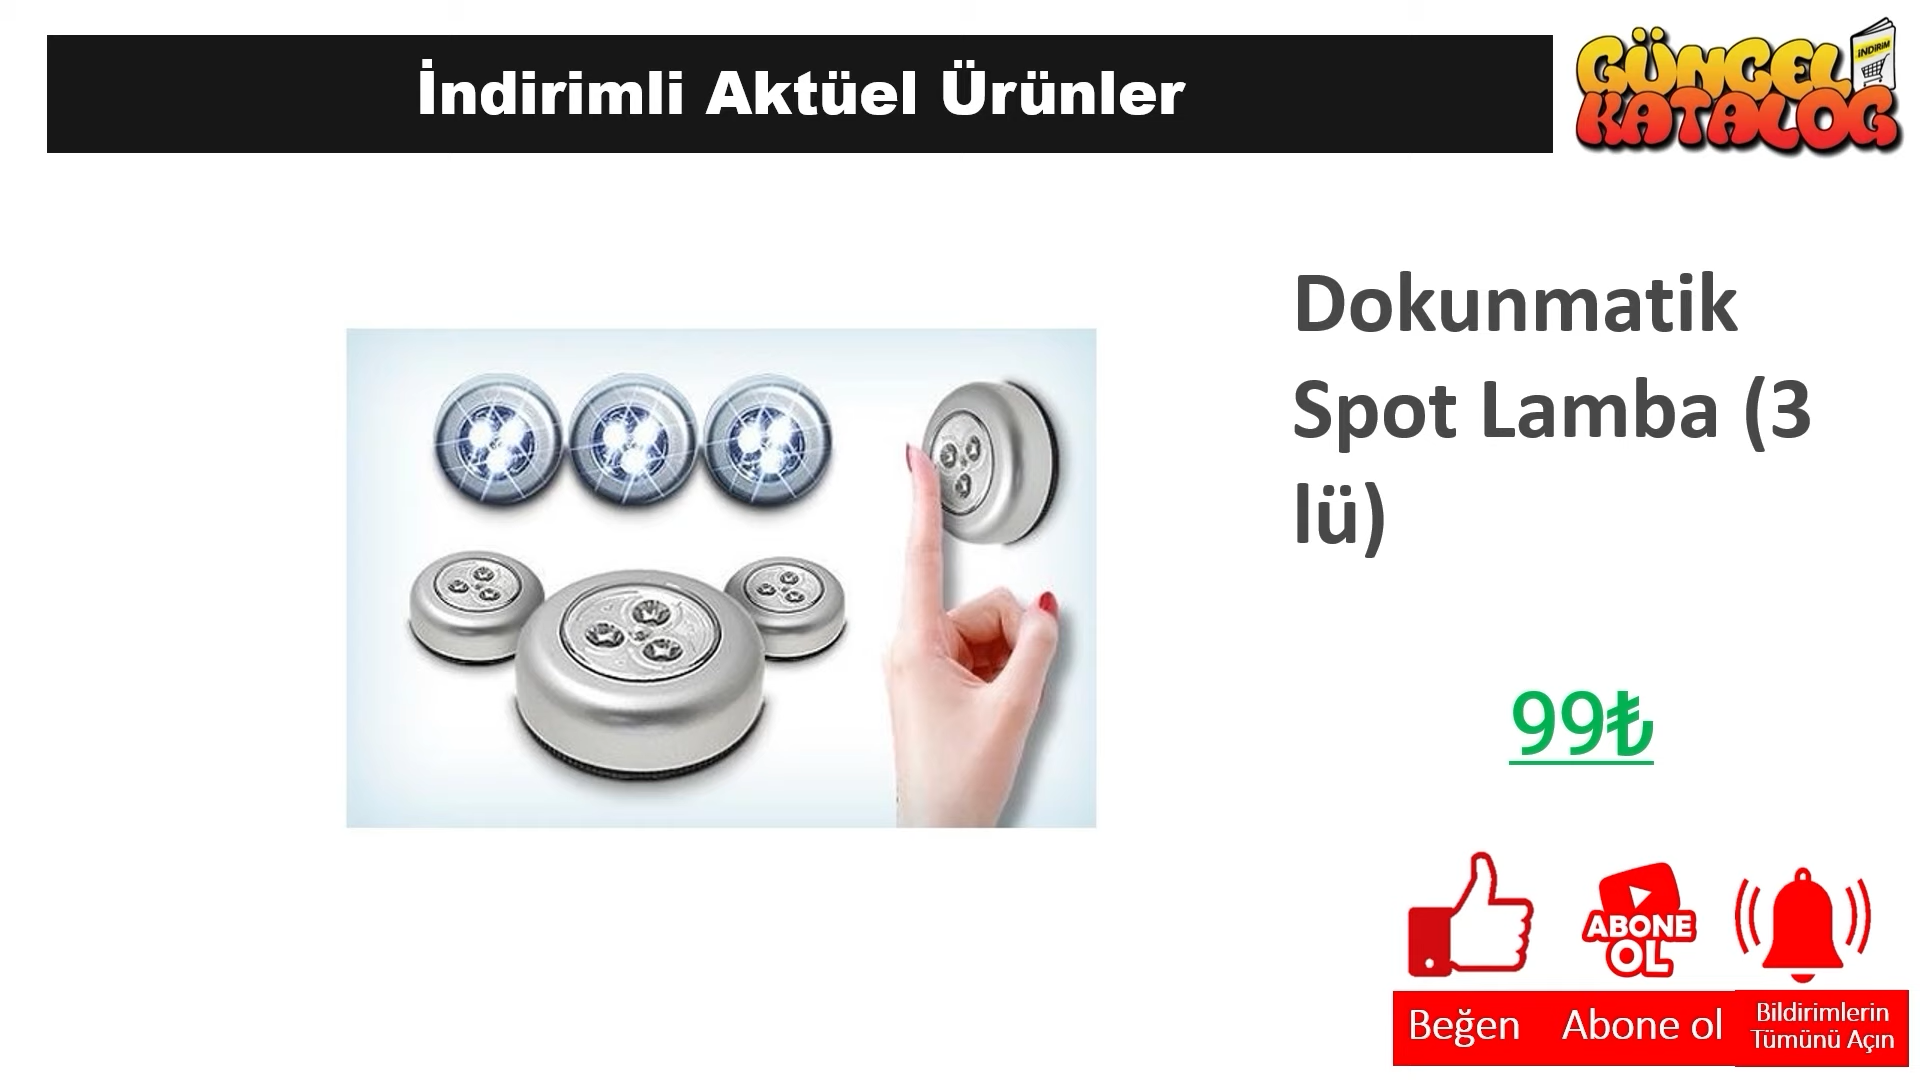 İndirimli Aktüel Ürünler
GÜNCEL
KATALOG
İNDİRİM
Dokunmatik
Spot Lamba (3
lü)
99₺
ABONE
OL
Beğen
Abone ol
Bildirimlerin
Tümünü Açın